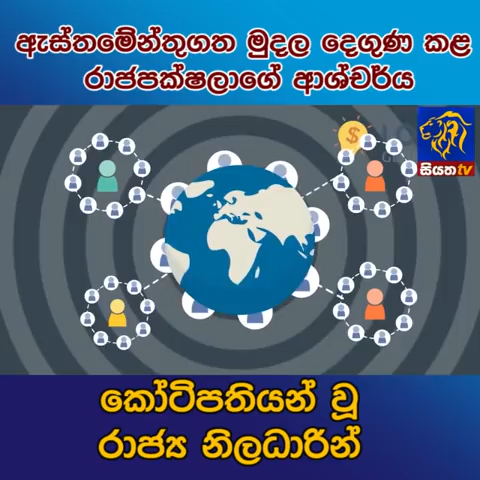 ඇස්තමේන්තුගත මුදල දෙගුණ කළ
රාජපක්ෂලාගේ ආශ්චර්ය
$
සියත tv
කෝටිපතියන් වූ
රාජ්‍ය නිලධාරින්